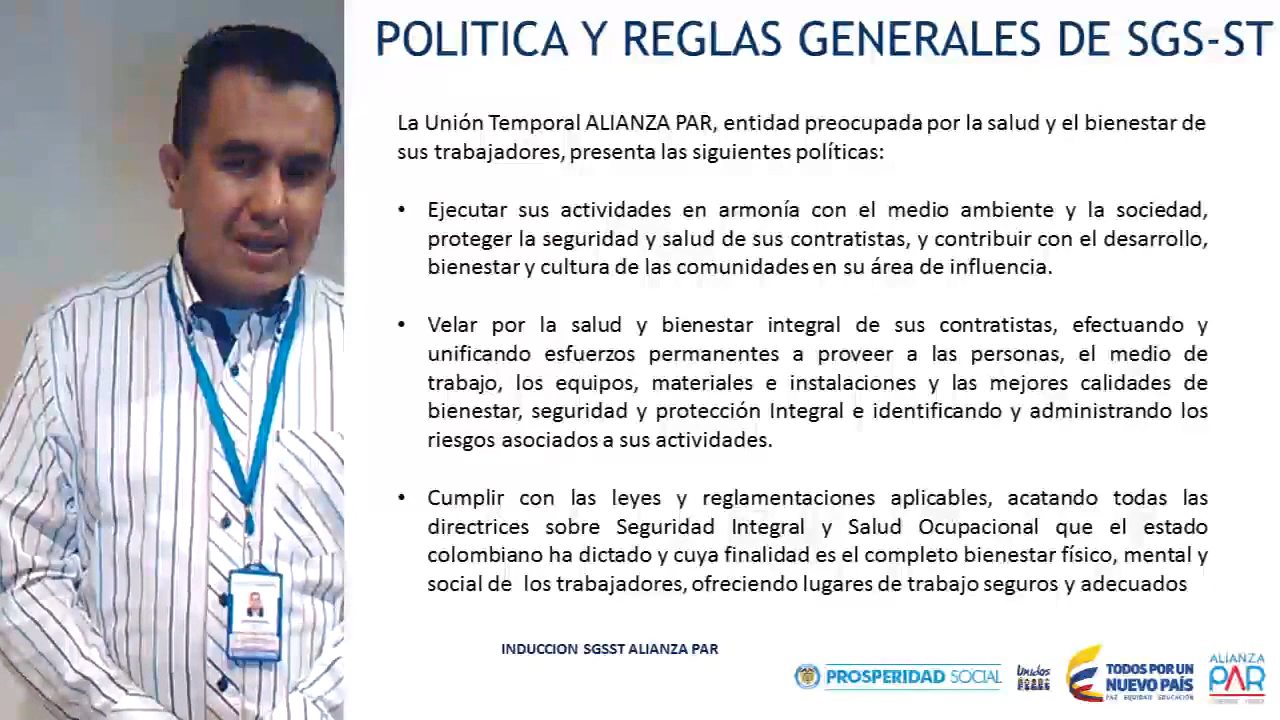 POLITICA Y REGLAS GENERALES DE SGS-ST
La Unión Temporal ALIANZA PAR, entidad preocupada por la salud y el bienestar de
sus trabajadores, presenta las siguientes políticas:
• Ejecutar sus actividades en armonía con el medio ambiente y la sociedad,
proteger la seguridad y salud de sus contratistas, y contribuir con el desarrollo,
bienestar y cultura de las comunidades en su área de influencia.
• Velar por la salud y bienestar integral de sus contratistas, efectuando y
unificando esfuerzos permanentes a proveer a las personas, el medio de
trabajo, los equipos, materiales e instalaciones y las mejores calidades de
bienestar, seguridad y protección Integral e identificando y administrando los
riesgos asociados a sus actividades.
• Cumplir con las leyes y reglamentaciones aplicables, acatando todas las
directrices sobre Seguridad Integral y Salud Ocupacional que el estado
colombiano ha dictado y cuya finalidad es el completo bienestar físico, mental y
social de los trabajadores, ofreciendo lugares de trabajo seguros y adecuados
INDUCCION SGSST ALIANZA PAR
PROSPERIDAD SOCIAL
Unidos
TODOS POR UN
NUEVO PAÍS
PAZ EQUIDAD EDUCACIÓN
ALIANZA
PAR